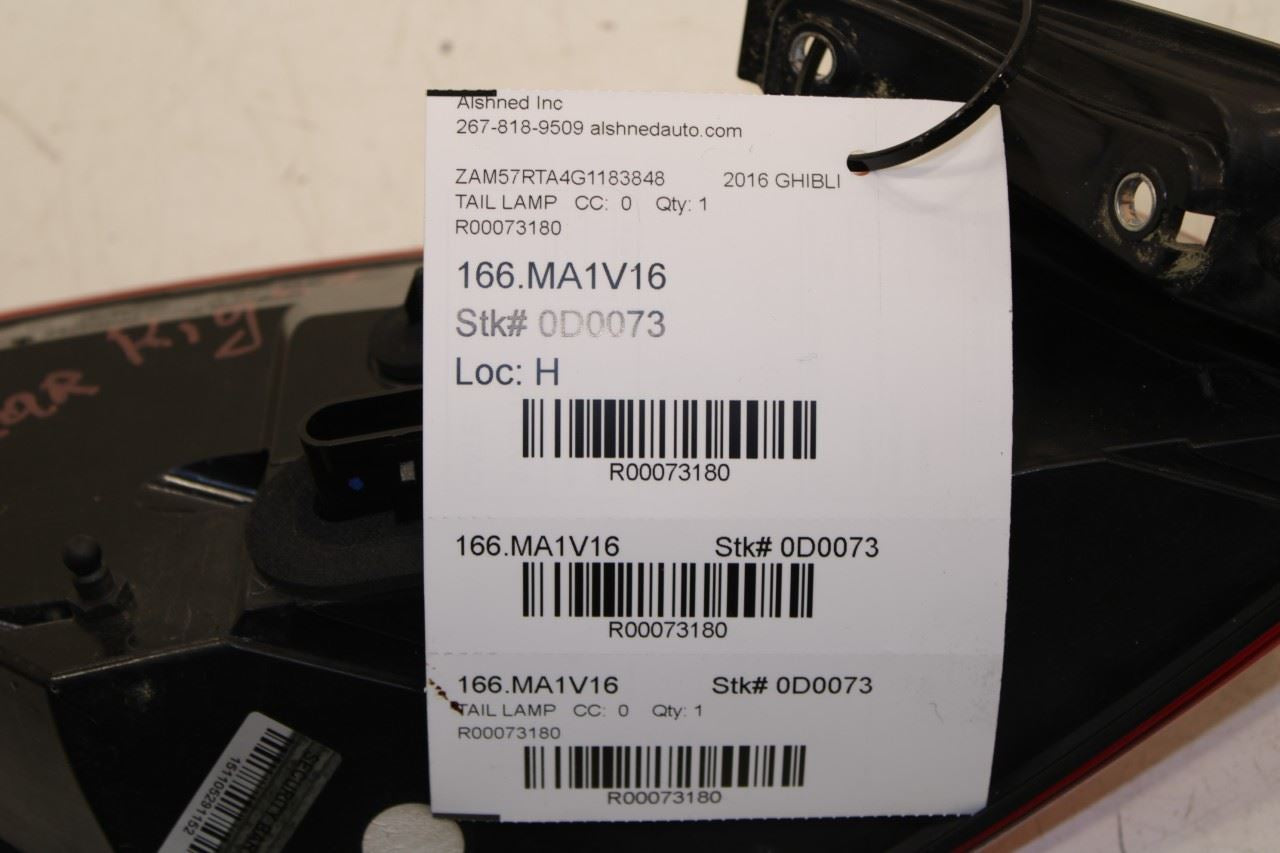 Alshned Inc
267-818-9509 alshnedauto.com
ZAM57RTA4G1183848 2016 GHIBLI
TAIL LAMP CC: 0 Qty: 1
R00073180
166.MA1V16
Stk# 0D0073
Loc: H
R00073180
166.MA1V16 Stk# 0D0073
R00073180
166.MA1V16 Stk# 0D0073
TAIL LAMP CC: 0 Qty: 1
R00073180
R00073180
SECURITY
151105291152